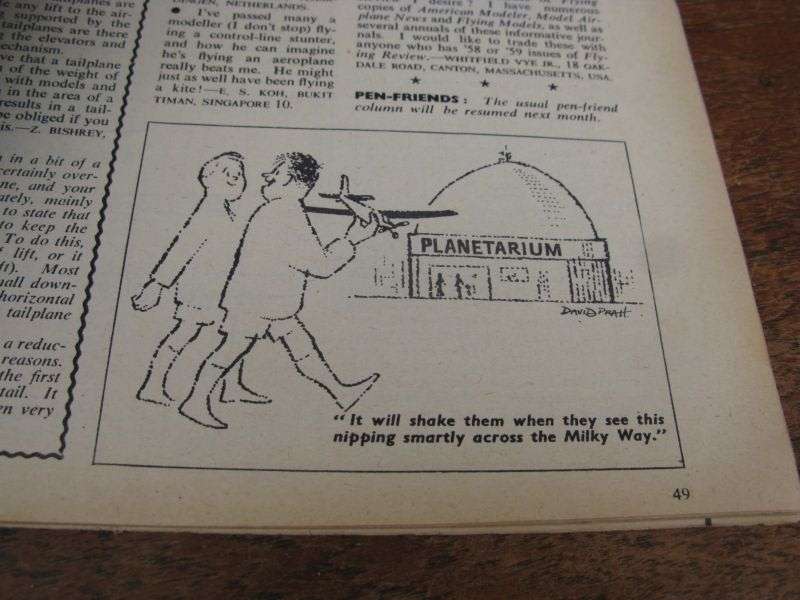 tailplanes are
e any lift to the air-
supported by the
tailplanes are there
g the elevators and
echanism.
ve that a tailplane
of the weight of
with models and
in the area of a
results in a tail-
be obliged if you
is.—Z. BISHREY,
in a bit of a
certainly over-
ne, and your
ately, mainly
to state that
to keep the
To do this,
lift, or it
ft). Most
all down-
horizontal
tailplane
a reduc-
reasons.
the first
tail. It
en very
NETHERLANDS.
● I've passed many a
modeller (I don't stop) fly-
ing a control-line stunter,
and how he can imagine
he's flying an aeroplane
really beats me. He might
just as well have been flying
a kite!—E. S. KOH, BUKIT
TIMAN, SINGAPORE 10.
desire? I have numerous
copies of American Modeler, Model Air-
plane News and Flying Models, as well as
several annuals of these informative jour-
nals. I would like to trade these with
anyone who has '58 or '59 issues of Fly-
ing Review.—WHITFIELD VYE JR., 18 OAK-
DALE ROAD, CANTON, MASSACHUSETTS, USA.
★ ★ ★
PEN-FRIENDS: The usual pen-friend
column will be resumed next month.
PLANETARIUM
DAVID PRATT
"It will shake them when they see this
nipping smartly across the Milky Way."
49